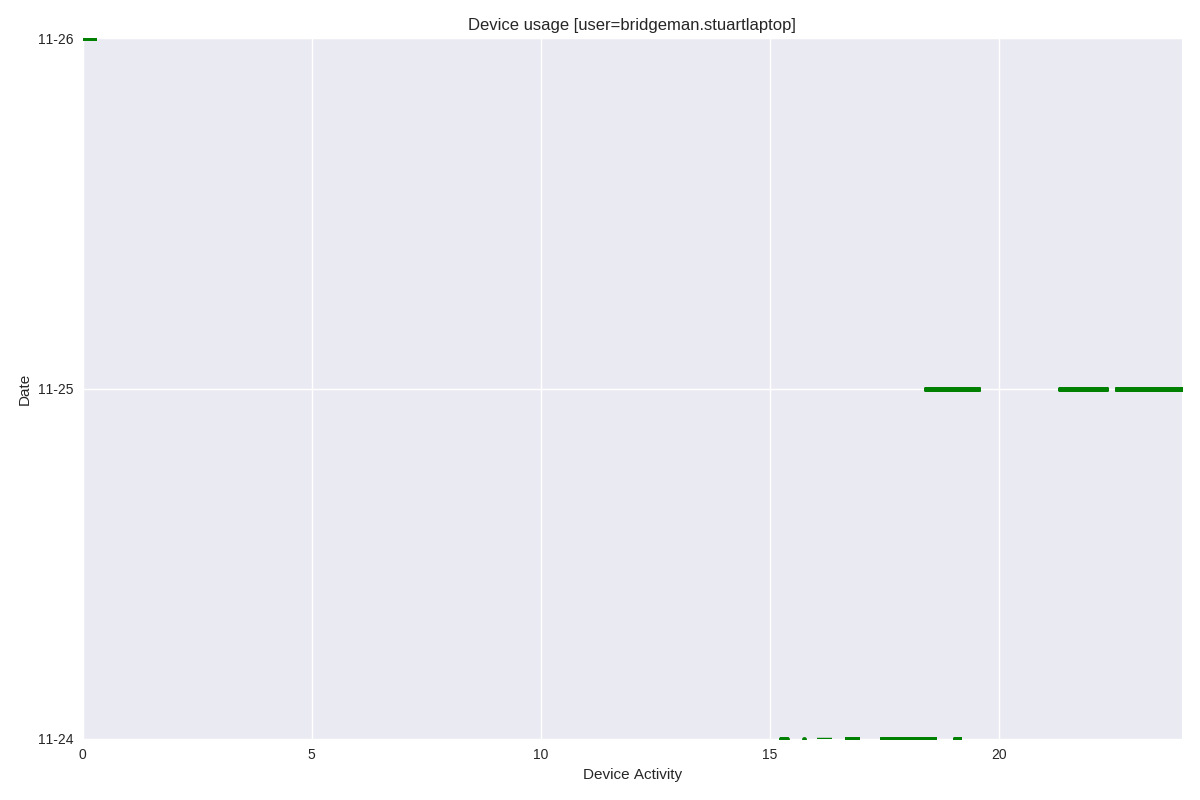 Device usage [user=bridgeman.stuartlaptop]
11-26
Date
11-25
11-24
0 5 10 15 20
Device Activity